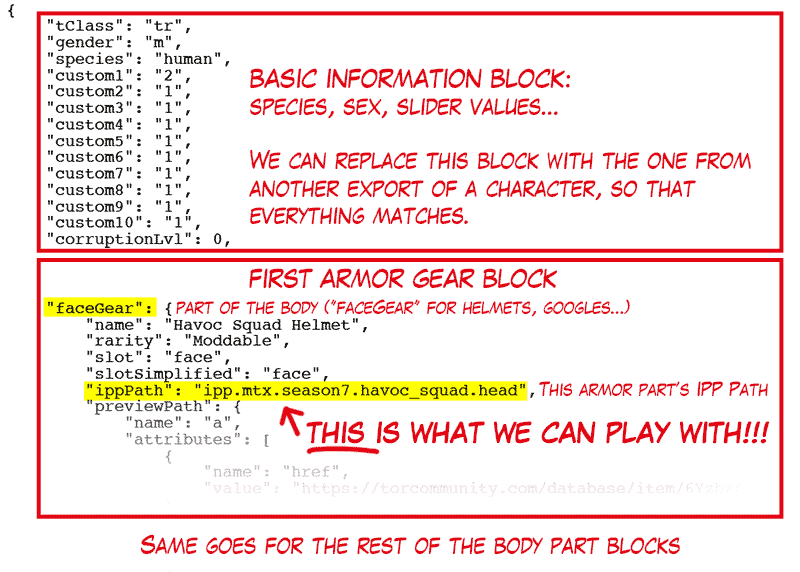 {
"tClass": "tr",
"gender": "m",
"species": "human",
"custom1": "2",
"custom2": "1",
"custom3": "1",
"custom4": "1",
"custom5": "1",
"custom6": "1",
"custom7": "1",
"custom8": "1",
"custom9": "1",
"custom10": "1",
"corruptionLvl": 0,
BASIC INFORMATION BLOCK:
SPECIES, SEX, SLIDER VALUES...
WE CAN REPLACE THIS BLOCK WITH THE ONE FROM
ANOTHER EXPORT OF A CHARACTER, SO THAT
EVERYTHING MATCHES.
FIRST ARMOR GEAR BLOCK
"faceGear": { PART OF THE BODY ("FACEGEAR" FOR HELMETS, GOOGLES...)
"name": "Havoc Squad Helmet",
"rarity": "Moddable",
"slot": "face",
"slotSimplified": "face",
"ippPath": "ipp.mtx.season7.havoc_squad.head", THIS ARMOR PART'S IPP PATH
"previewPath": {
"name": "a",
"attributes": [
{
"name": "href",
"value": "https://torcommunity.com/database/item/
THIS IS WHAT WE CAN PLAY WITH!!!
SAME GOES FOR THE REST OF THE BODY PART BLOCKS